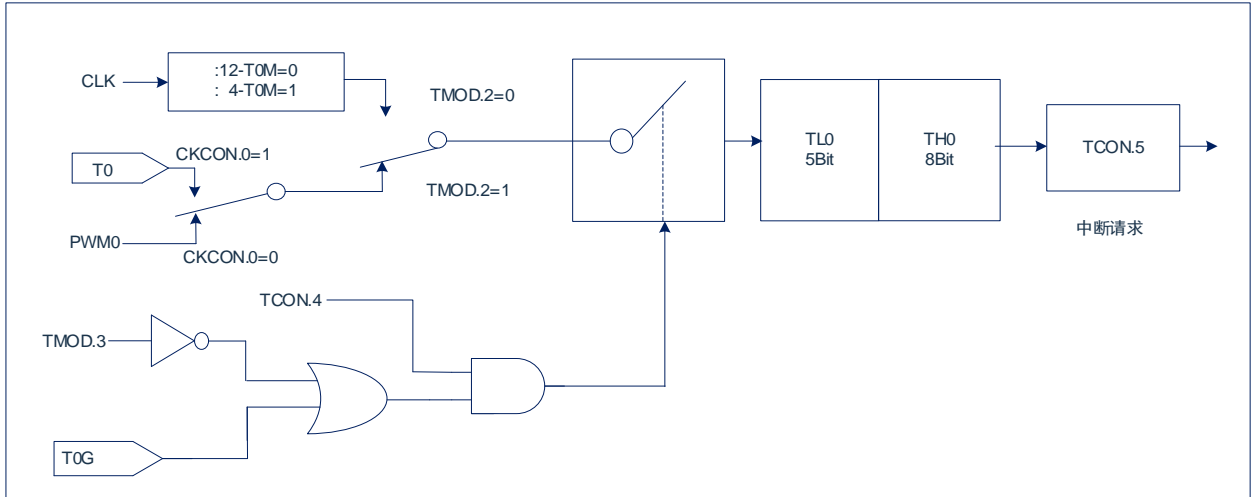 CLK
:12-T0M=0
: 4-T0M=1
TMOD.2=0
T0
CKCON.0=1
TMOD.2=1
PWM0
CKCON.0=0
TL0
5Bit
TH0
8Bit
TCON.5
中断请求
TCON.4
TMOD.3
T0G